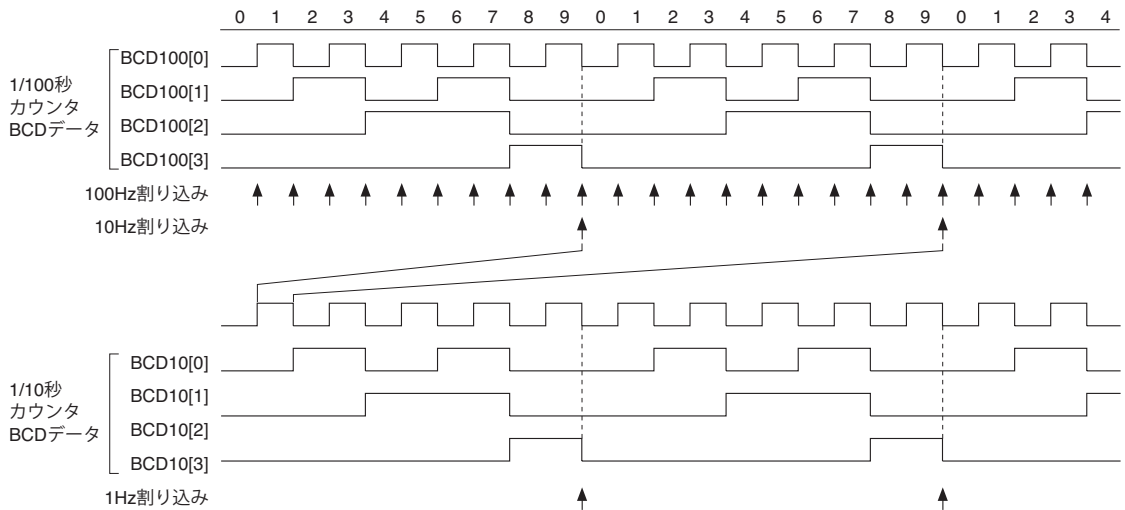 0 1 2 3 4 5 6 7 8 9 0 1 2 3 4 5 6 7 8 9 0 1 2 3 4
1/100秒
カウンタ
BCDデータ
BCD100[0]
BCD100[1]
BCD100[2]
BCD100[3]
100Hz割り込み
10Hz割り込み
1/10秒
カウンタ
BCDデータ
BCD10[0]
BCD10[1]
BCD10[2]
BCD10[3]
1Hz割り込み